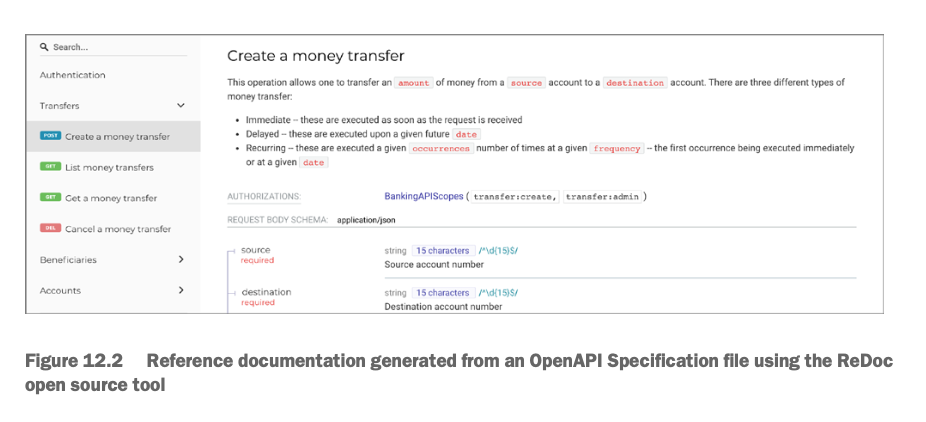 Search...
Authentication
Transfers
POST Create a money transfer
GET List money transfers
GET Get a money transfer
DEL Cancel a money transfer
Beneficiaries
Accounts
Create a money transfer
This operation allows one to transfer an amount of money from a source account to a destination account. There are three different types of
money transfer:
• Immediate – these are executed as soon as the request is received
• Delayed – these are executed upon a given future date
• Recurring – these are executed a given occurrences number of times at a given frequency – the first occurrence being executed immediately
or at a given date
AUTHORIZATIONS: BankingAPIScopes ( transfer:create, transfer:admin )
REQUEST BODY SCHEMA: application/json
source string 15 characters /^\d{15}$/
required Source account number
destination string 15 characters /^\d{15}$/
required Destination account number
Figure 12.2 Reference documentation generated from an OpenAPI Specification file using the ReDoc
open source tool